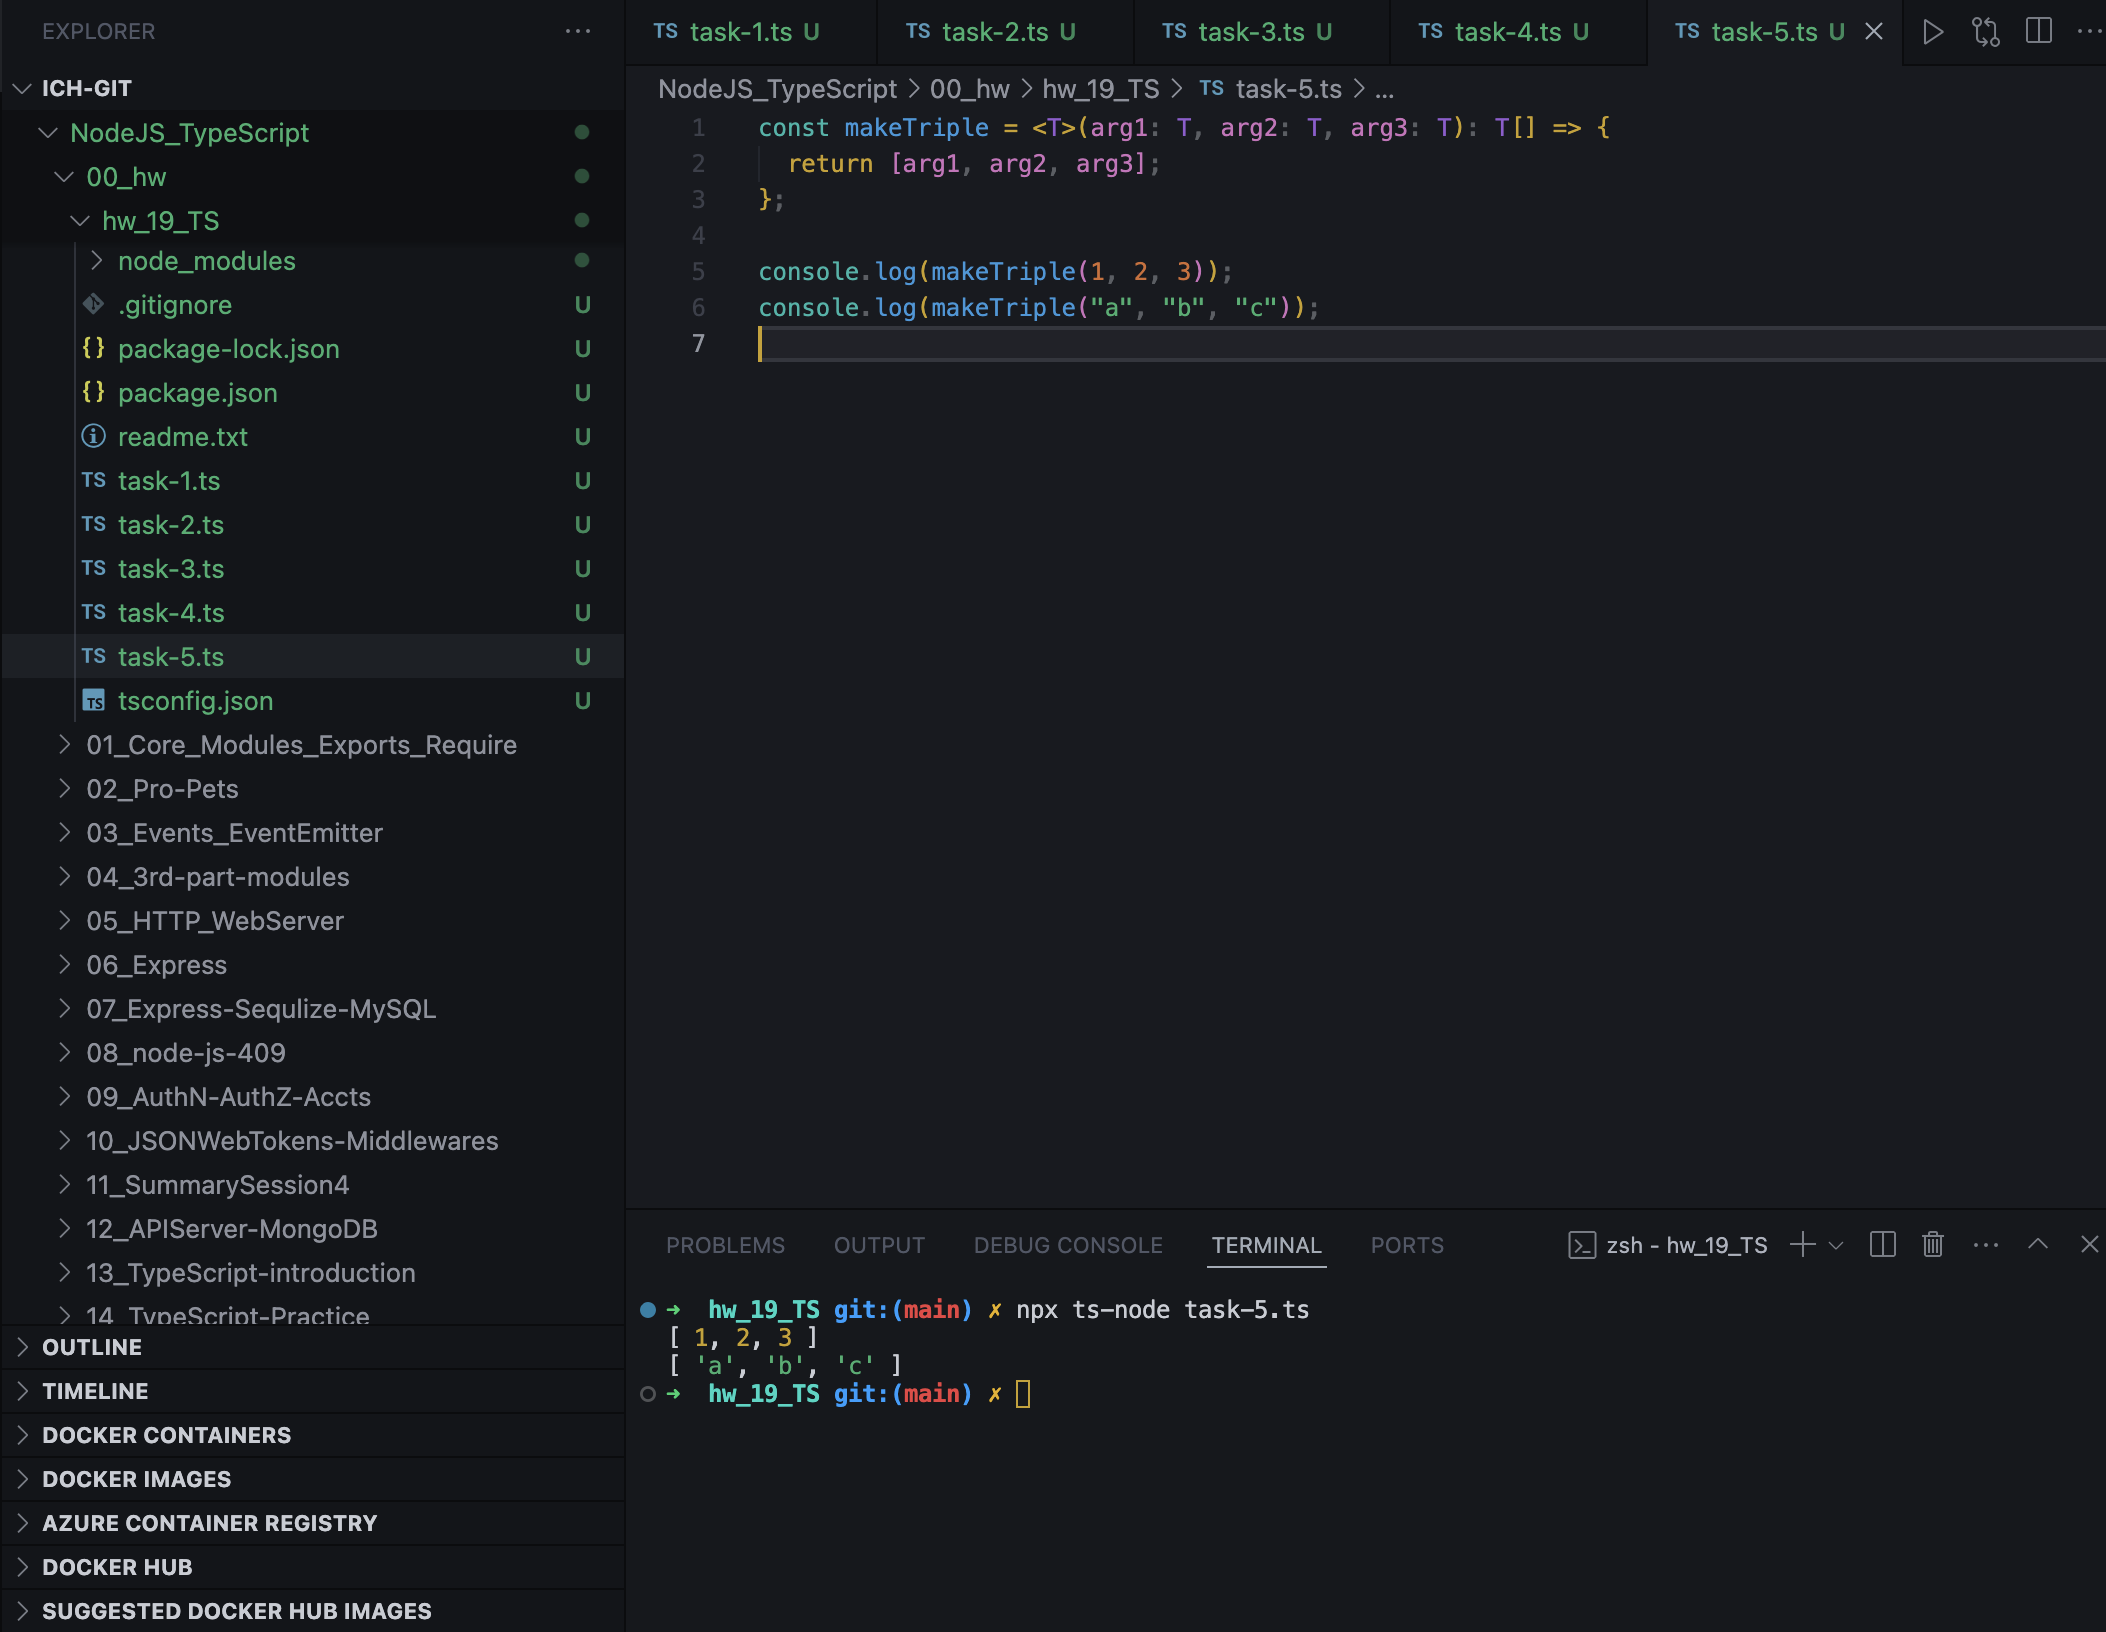 EXPLORER
ICH-GIT
NodeJS_TypeScript
00_hw
hw_19_TS
node_modules
.gitignore U
{} package-lock.json U
{} package.json U
readme.txt U
TS task-1.ts U
TS task-2.ts U
TS task-3.ts U
TS task-4.ts U
TS task-5.ts U
TS tsconfig.json U
01_Core_Modules_Exports_Require
02_Pro-Pets
03_Events_EventEmitter
04_3rd-part-modules
05_HTTP_WebServer
06_Express
07_Express-Sequlize-MySQL
08_node-js-409
09_AuthN-AuthZ-Accts
10_JSONWebTokens-Middlewares
11_SummarySession4
12_APIServer-MongoDB
13_TypeScript-introduction
14_TypeScript-Practice
OUTLINE
TIMELINE
DOCKER CONTAINERS
DOCKER IMAGES
AZURE CONTAINER REGISTRY
DOCKER HUB
SUGGESTED DOCKER HUB IMAGES
TS task-1.ts U TS task-2.ts U TS task-3.ts U TS task-4.ts U TS task-5.ts U
NodeJS_TypeScript > 00_hw > hw_19_TS > TS task-5.ts > ...
1 const makeTriple = <T>(arg1: T, arg2: T, arg3: T): T[] => {
2 return [arg1, arg2, arg3];
3 };
4
5 console.log(makeTriple(1, 2, 3));
6 console.log(makeTriple("a", "b", "c"));
7
PROBLEMS OUTPUT DEBUG CONSOLE TERMINAL PORTS zsh - hw_19_TS
➜ hw_19_TS git:(main) ✗ npx ts-node task-5.ts
[ 1, 2, 3 ]
[ 'a', 'b', 'c' ]
➜ hw_19_TS git:(main) ✗